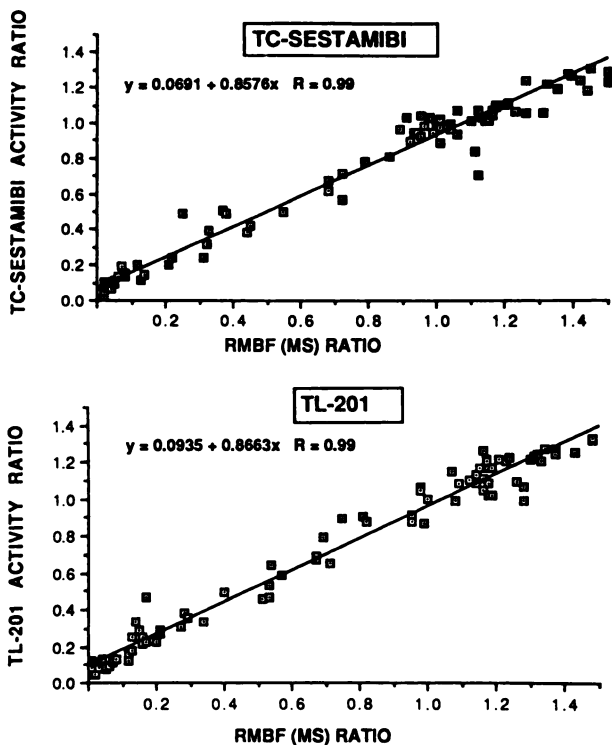 TC-SESTAMIBI
TC-SESTAMIBI ACTIVITY RATIO
y = 0.0691 + 0.8576x R = 0.99
1.4
1.2
1.0
0.8
0.6
0.4
0.2
0.0
0.2 0.4 0.6 0.8 1.0 1.2 1.4
RMBF (MS) RATIO
TL-201
TL-201 ACTIVITY RATIO
y = 0.0935 + 0.8663x R = 0.99
1.4
1.2
1.0
0.8
0.6
0.4
0.2
0.0
0.2 0.4 0.6 0.8 1.0 1.2 1.4
RMBF (MS) RATIO